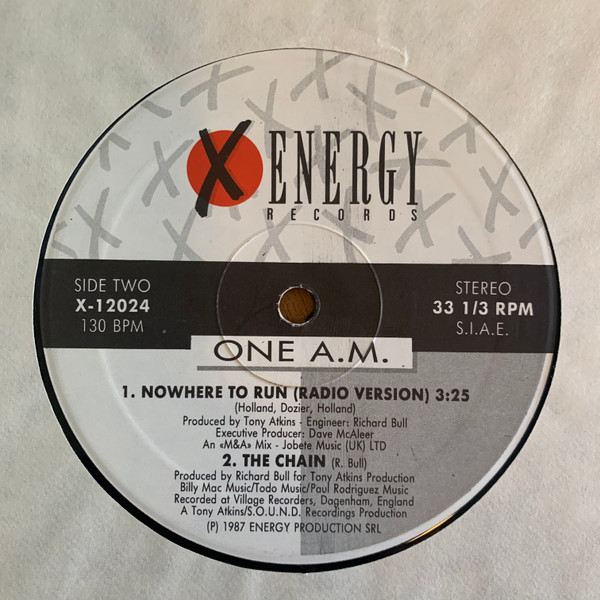 X ENERGY
RECORDS
SIDE TWO
X-12024
130 BPM
STEREO
33 1/3 RPM
S.I.A.E.
ONE A.M.
1. NOWHERE TO RUN (RADIO VERSION) 3:25
(Holland, Dozier, Holland)
Produced by Tony Atkins - Engineer: Richard Bull
Executive Producer: Dave McAleer
An «M&A» Mix - Jobete Music (UK) LTD
2. THE CHAIN (R. Bull)
Produced by Richard Bull for Tony Atkins Production
Billy Mac Music/Todo Music/Paul Rodriguez Music
Recorded at Village Recorders, Dagenham, England
A Tony Atkins/S.O.U.N.D. Recordings Production
(P) 1987 ENERGY PRODUCTION SRL